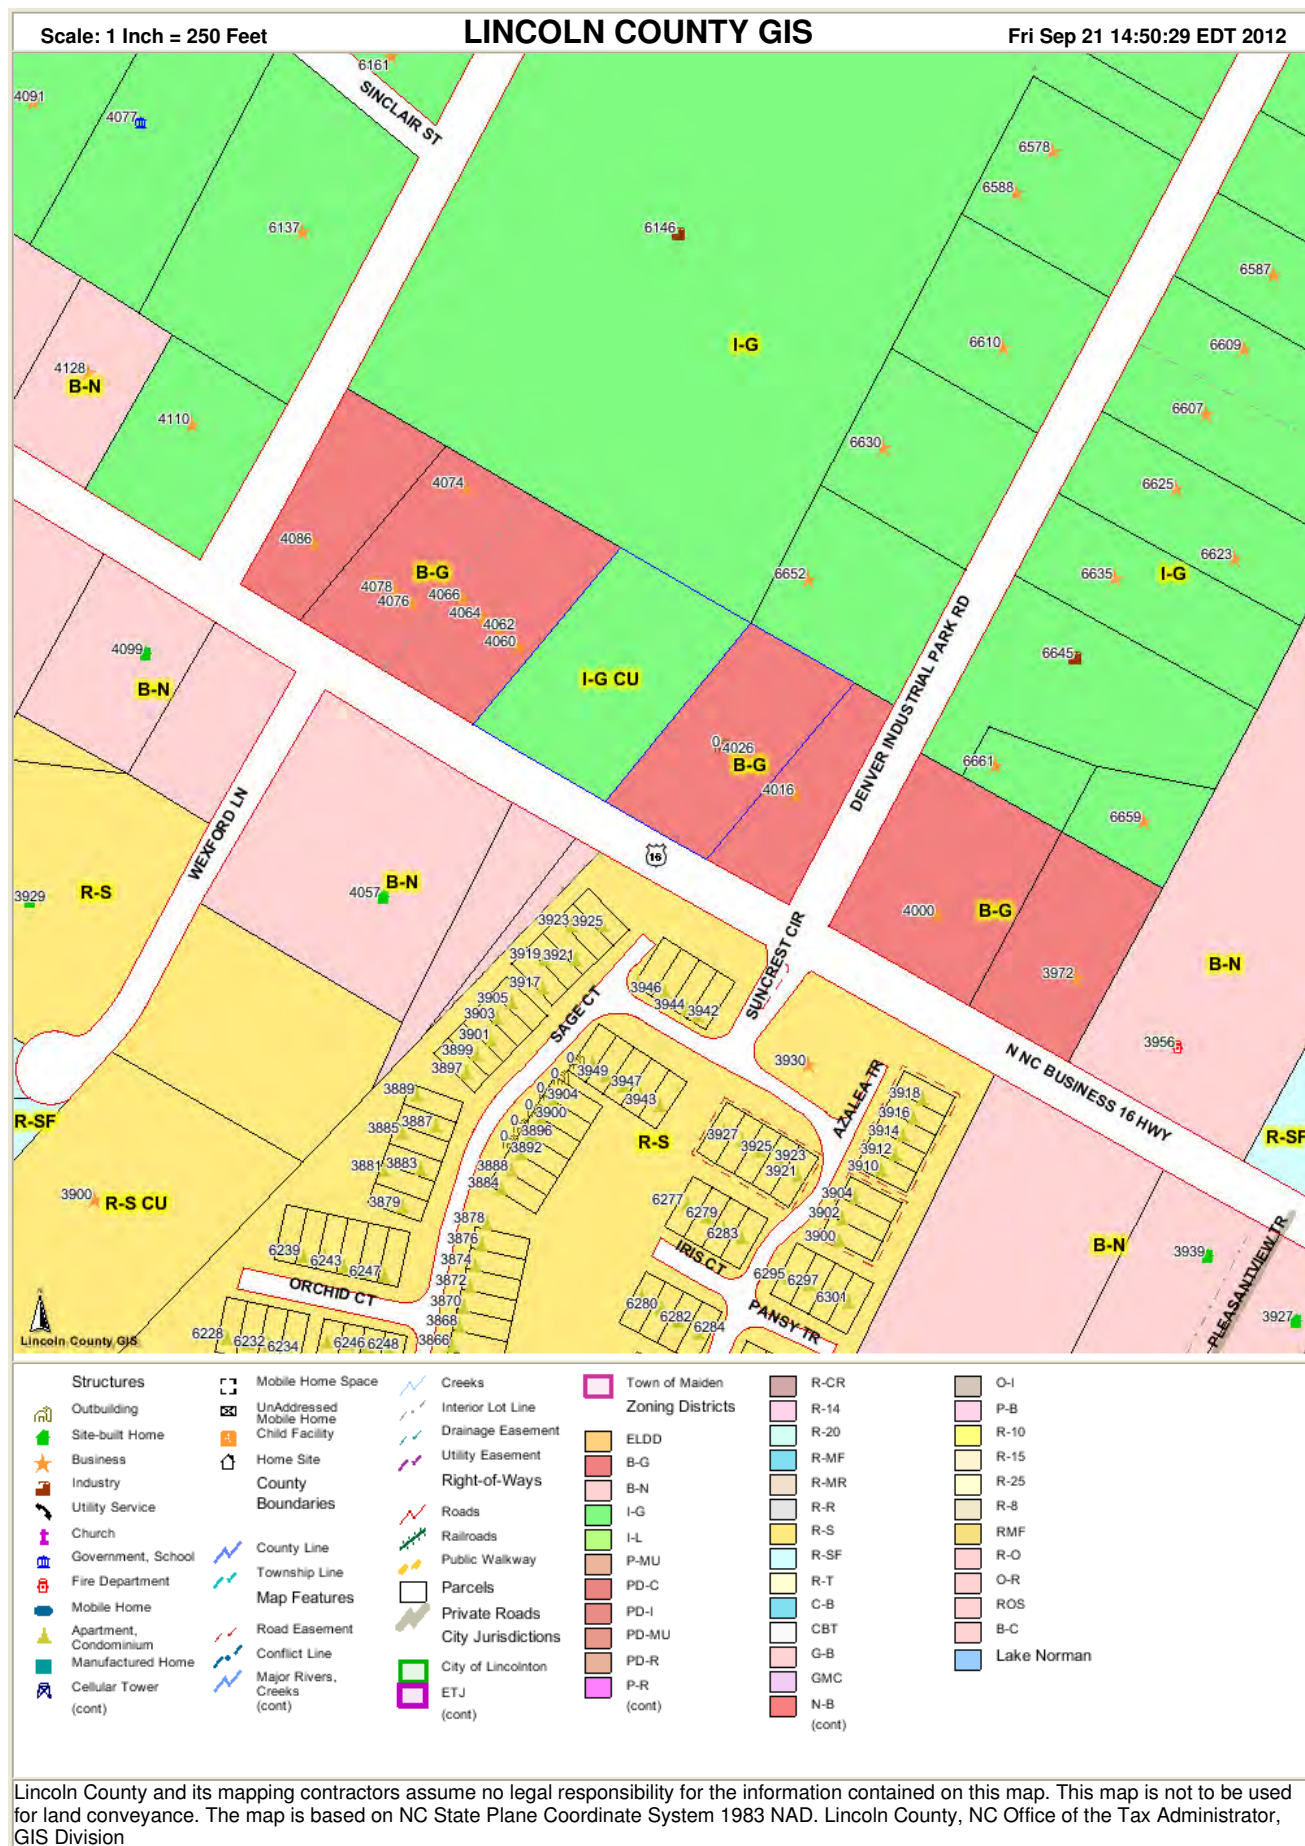 Scale: 1 Inch = 250 Feet
LINCOLN COUNTY GIS
Fri Sep 21 14:50:29 EDT 2012
6161
4091
4077
SINCLAIR ST
6578
6588
6137
6146
6587
I-G
6610
6609
4128
B-N
4110
6607
6630
4074
6625
4086
6623
B-G
6652
6635
I-G
4078
4066
4076
4064
4062
4060
4099
6645
B-N
I-G CU
DENVER INDUSTRIAL PARK RD
0
4026
B-G
6661
4016
6659
WEXFORD LN
16
4057
B-N
R-S
3929
3923
3925
4000
B-G
SUNCREST CIR
3919
3921
B-N
3972
3917
3946
3905
3944
3942
3903
SAGE CT
3901
3899
3897
3956
N NC BUSINESS 16 HWY
0
3949
3930
AZALEA TR
0
3947
3889
0
3904
3943
3918
0
3900
3916
R-SF
3887
0
3896
3927
3914
3885
0
3892
R-S
3925
3912
R-SF
3881
3883
3888
3923
3910
3884
3921
3900
R-S CU
3879
6277
3904
3878
6279
3902
3876
6283
3900
6239
3874
IRIS CT
B-N
3939
6243
6247
3872
6295
6297
ORCHID CT
3870
6280
6301
PLEASANTVIEW TR
3868
6282
PANSY TR
6228
6232
6234
6246
6248
3866
6284
3927
N
Lincoln County GIS
Structures
Outbuilding
Site-built Home
Business
Industry
Utility Service
Church
Government, School
Fire Department
Mobile Home
Apartment,
Condominium
Manufactured Home
Cellular Tower
(cont)
Mobile Home Space
UnAddressed
Mobile Home
Child Facility
Home Site
County
Boundaries
County Line
Township Line
Map Features
Road Easement
Conflict Line
Major Rivers,
Creeks
(cont)
Creeks
Interior Lot Line
Drainage Easement
Utility Easement
Right-of-Ways
Roads
Railroads
Public Walkway
Parcels
Private Roads
City Jurisdictions
City of Lincolnton
ETJ
(cont)
Town of Maiden
Zoning Districts
ELDD
B-G
B-N
I-G
I-L
P-MU
PD-C
PD-I
PD-MU
PD-R
P-R
(cont)
R-CR
R-14
R-20
R-MF
R-MR
R-R
R-S
R-SF
R-T
C-B
CBT
G-B
GMC
N-B
(cont)
O-I
P-B
R-10
R-15
R-25
R-8
RMF
R-O
O-R
ROS
B-C
Lake Norman
Lincoln County and its mapping contractors assume no legal responsibility for the information contained on this map. This map is not to be used
for land conveyance. The map is based on NC State Plane Coordinate System 1983 NAD. Lincoln County, NC Office of the Tax Administrator,
GIS Division